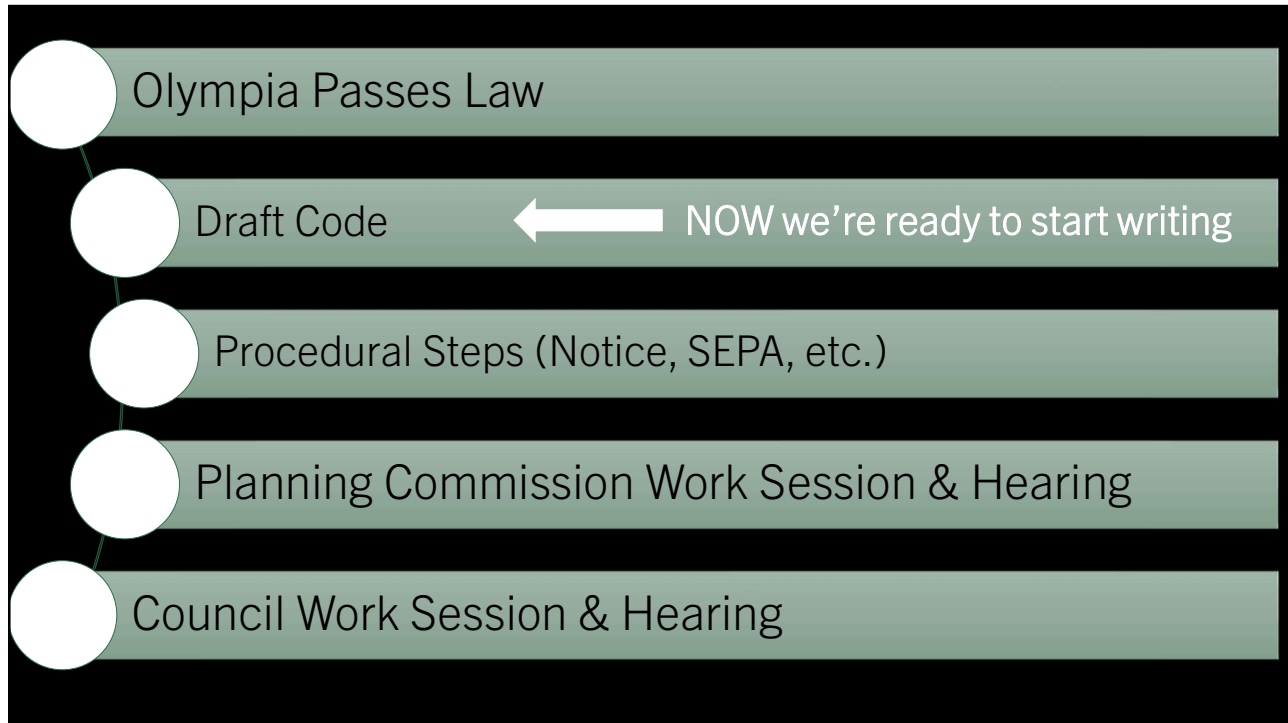 Olympia Passes Law
Draft Code NOW we’re ready to start writing
Procedural Steps (Notice, SEPA, etc.)
Planning Commission Work Session & Hearing
Council Work Session & Hearing